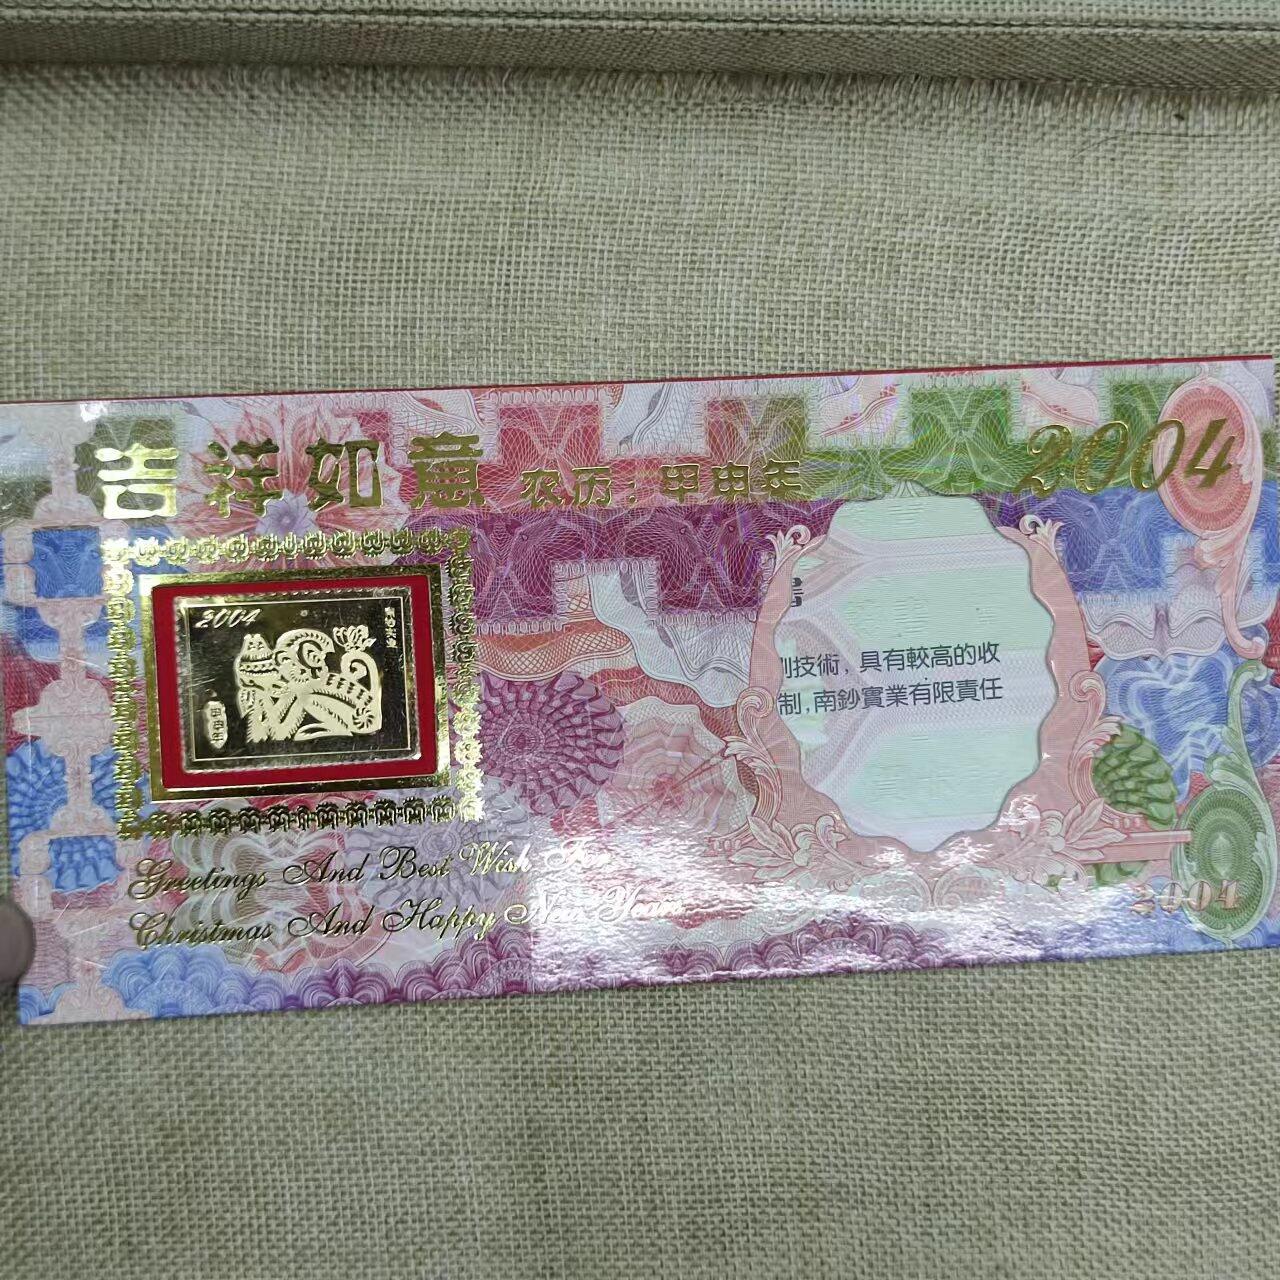 吉祥如意 农历：甲申年 2004
2004
甲申年
别技術，具有較高的收
制，南鈔實業有限責任
Greetings And Best Wish For
Christmas And Happy New Year
2004